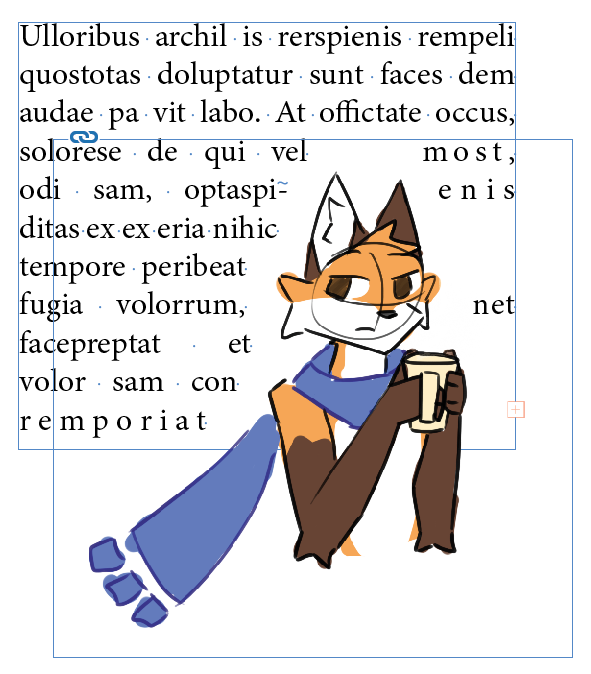 Ulloribus archil is rerspienis rempeli
quostotas doluptatur sunt faces dem
audae pa vit labo. At offictate occus,
solorese de qui vel most,
odi sam, optaspi- enis
ditas ex ex eria nihic
tempore peribeat
fugia volorrum, net
facepreptat et
volor sam con
remporiat